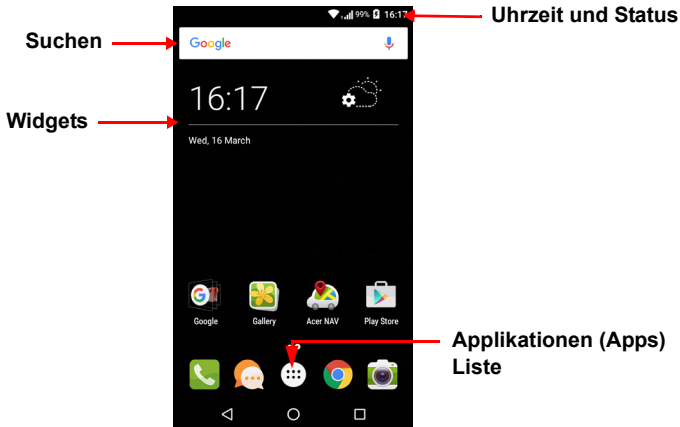 99% 16:17
Uhrzeit und Status
Suchen
Google
16:17
Widgets
Wed, 16 March
Google Gallery Acer NAV Play Store
Applikationen (Apps)
Liste